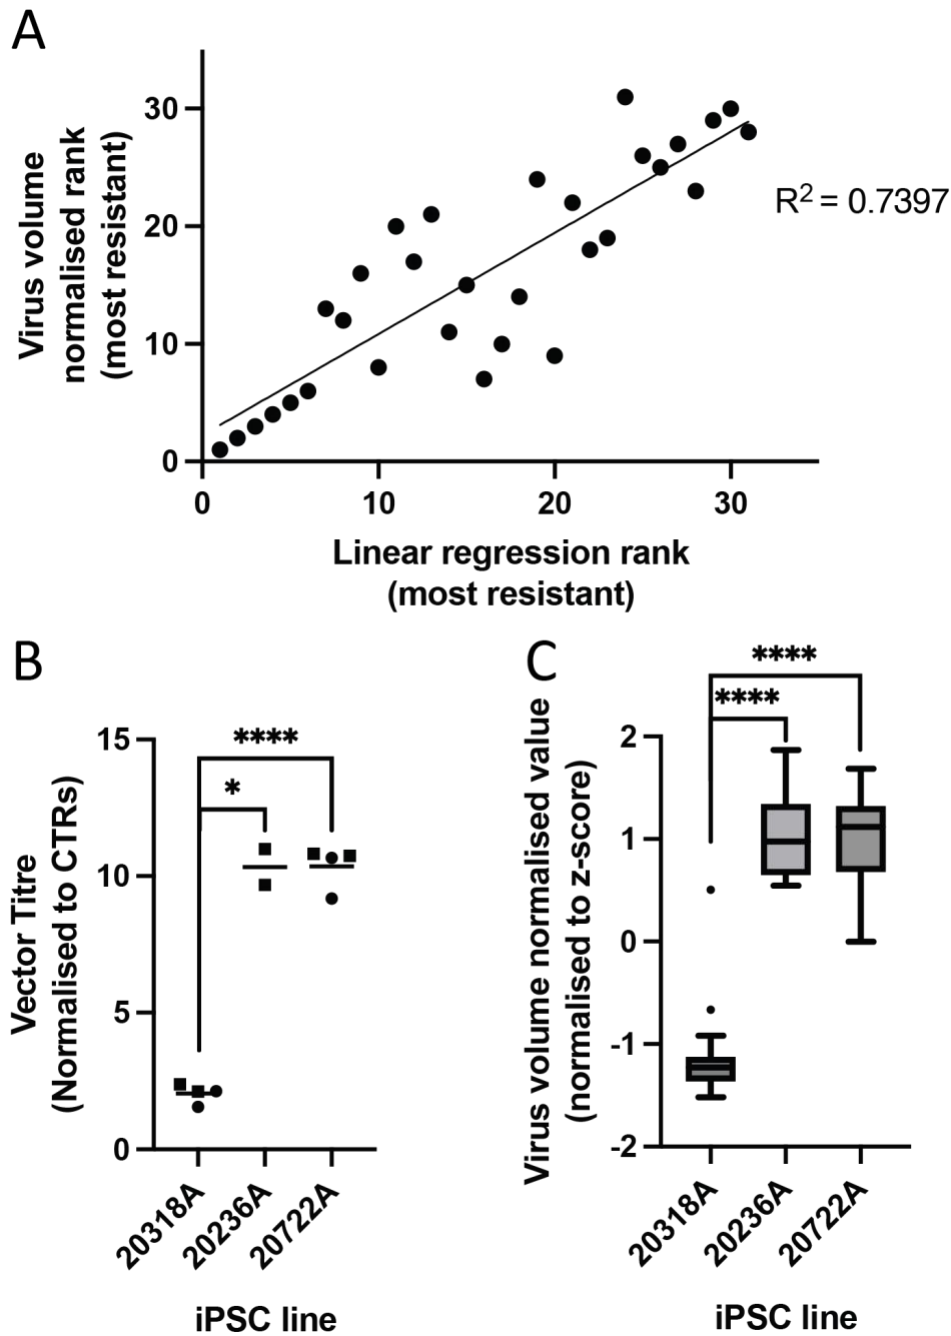 A
Virus volume
normalised rank
(most resistant)
30
20
10
0
0 10 20 30
R2 = 0.7397
Linear regression rank
(most resistant)
B
Vector Titre
(Normalised to CTRs)
15
10
5
0
****
*
20318A 20236A 20722A
iPSC line
C
Virus volume normalised value
(normalised to z-score)
2
1
0
-1
-2
****
****
20318A 20236A 20722A
iPSC line